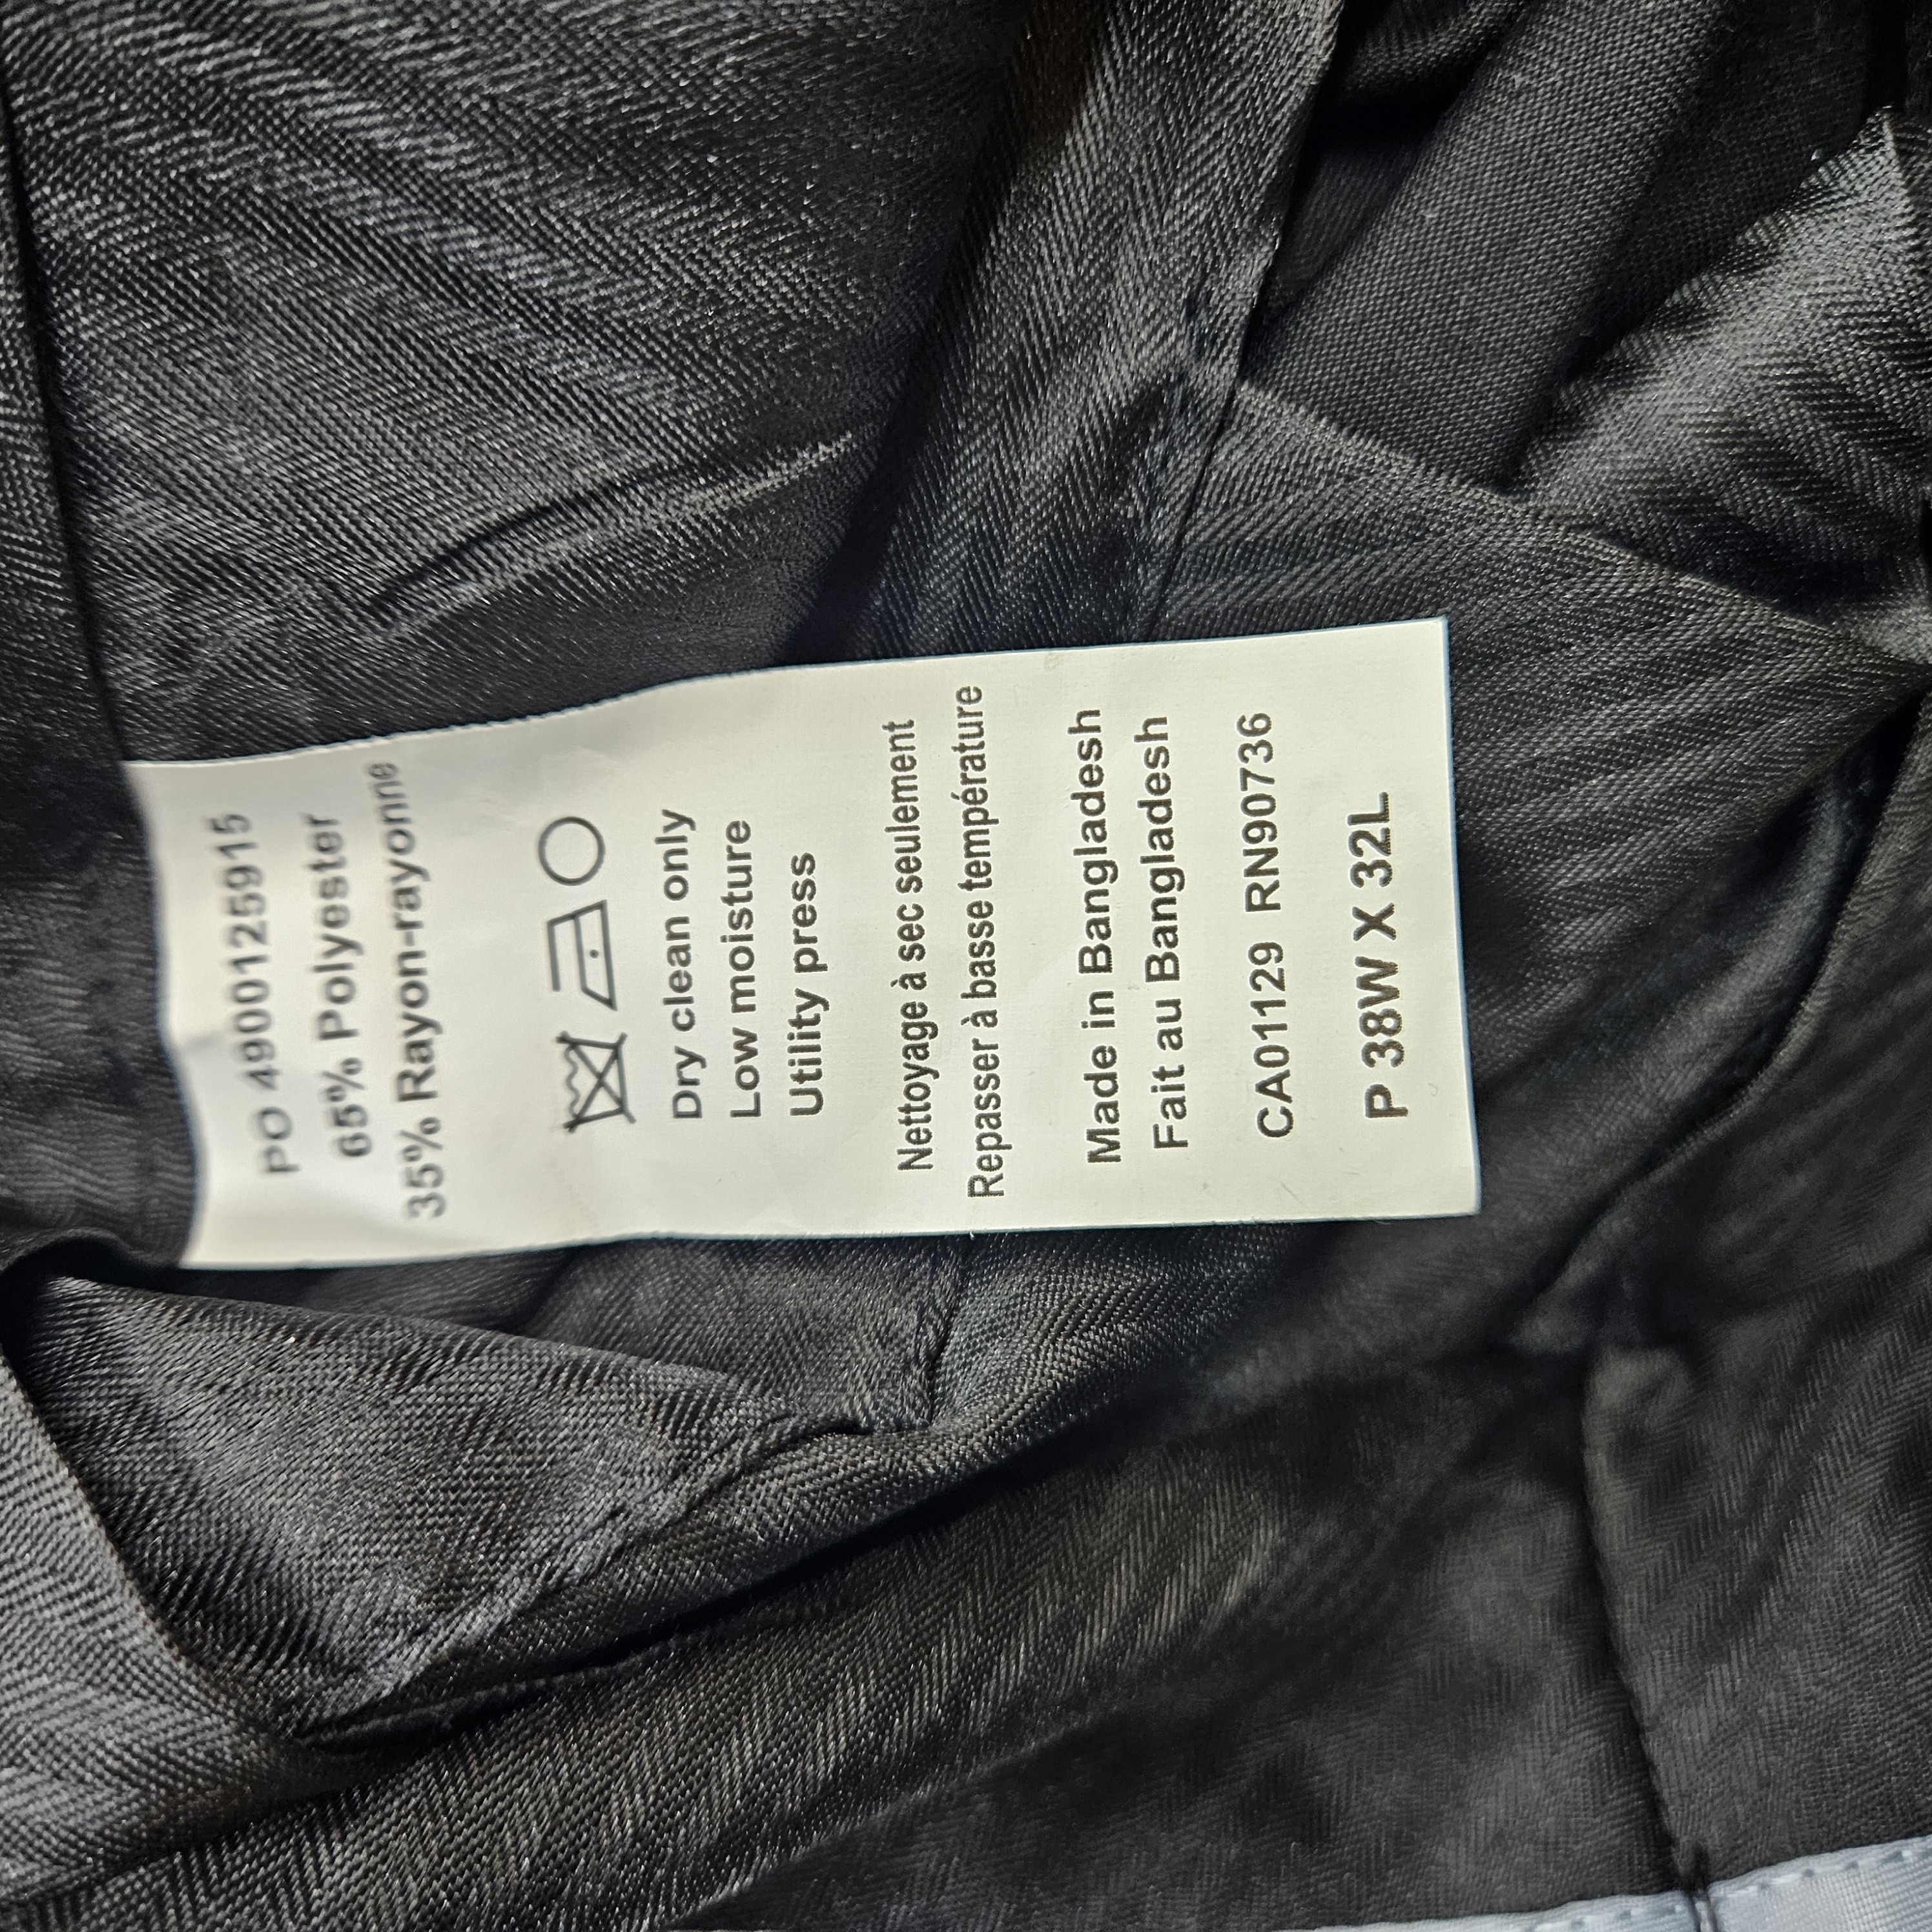 PO 4900125915
65% Polyester
35% Rayon-rayonne
Dry clean only
Low moisture
Utility press
Nettoyage à sec seulement
Repasser à basse température
Made in Bangladesh
Fait au Bangladesh
CA01129 RN90736
P 38W X 32L